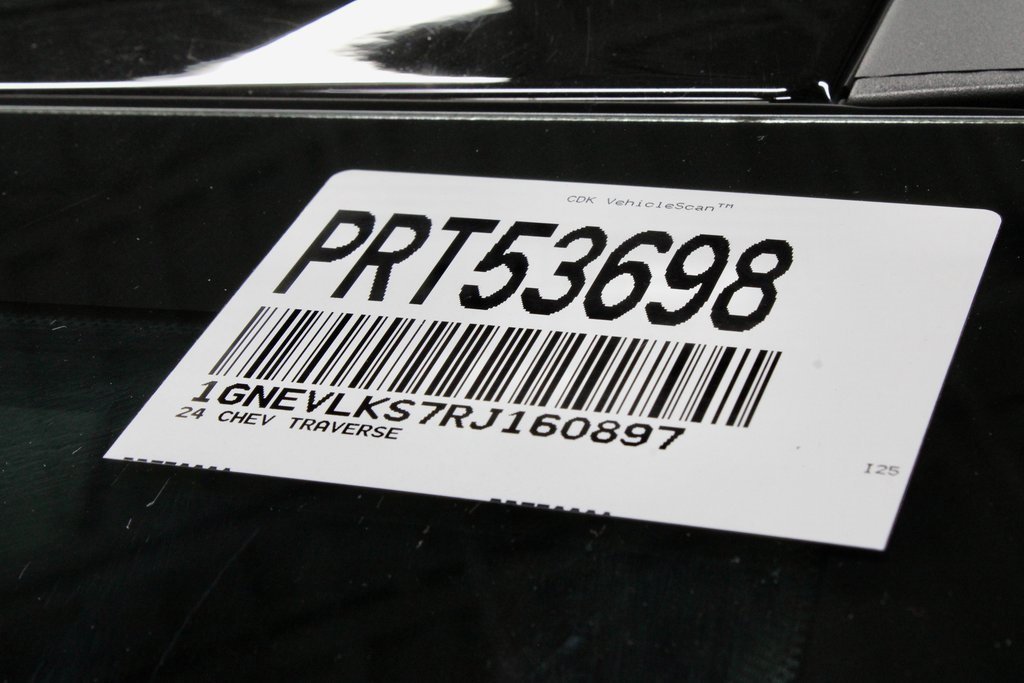 CDK VehicleScan™
PRT53698
1GNEVLKS7RJ160897
24 CHEV TRAVERSE
I25